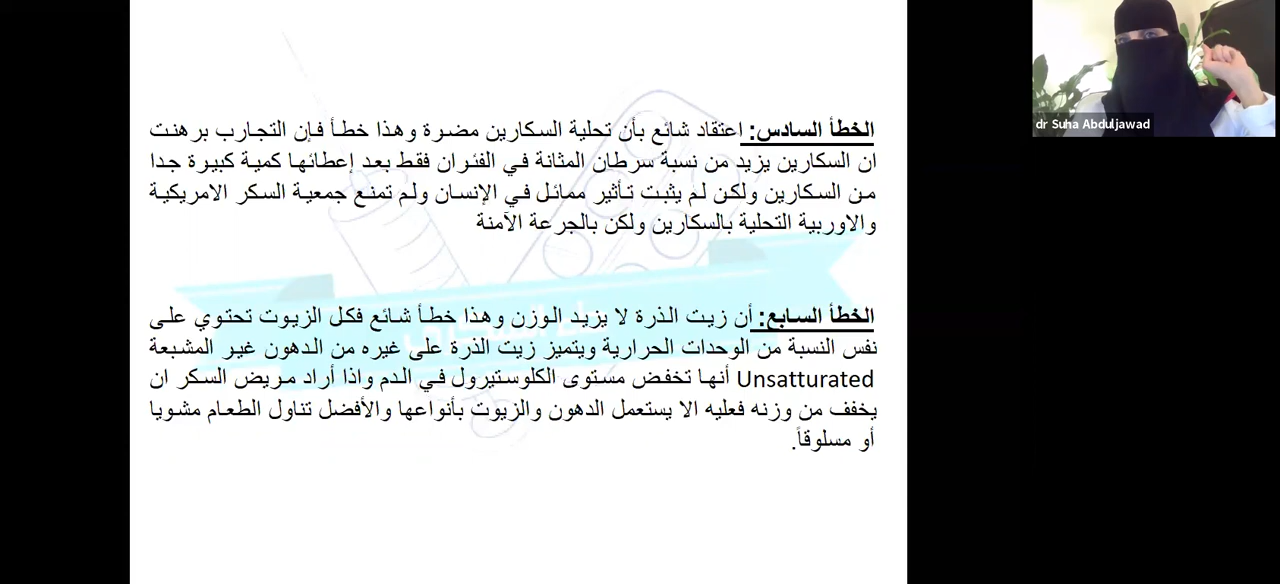 الخطأ السادس: اعتقاد شائع بأن تحلية السكارين مضرة وهذا خطأ فإن التجارب برهنت
ان السكارين يزيد من نسبة سرطان المثانة في الفئران فقط بعد إعطائها كمية كبيرة جدا
من السكارين ولكن لم يثبت تأثير مماثل في الإنسان ولم تمنع جمعية السكر الامريكية
والاوربية التحلية بالسكارين ولكن بالجرعة الآمنة
الخطأ السابع: أن زيت الذرة لا يزيد الوزن وهذا خطأ شائع فكل الزيوت تحتوي على
نفس النسبة من الوحدات الحرارية ويتميز زيت الذرة على غيره من الدهون غير المشبعة
Unsatturated أنها تخفض مستوى الكلوستيرول في الدم واذا أراد مريض السكر ان
يخفف من وزنه فعليه الا يستعمل الدهون والزيوت بأنواعها والأفضل تناول الطعام مشويا
أو مسلوقاً.
dr Suha Abduljawad